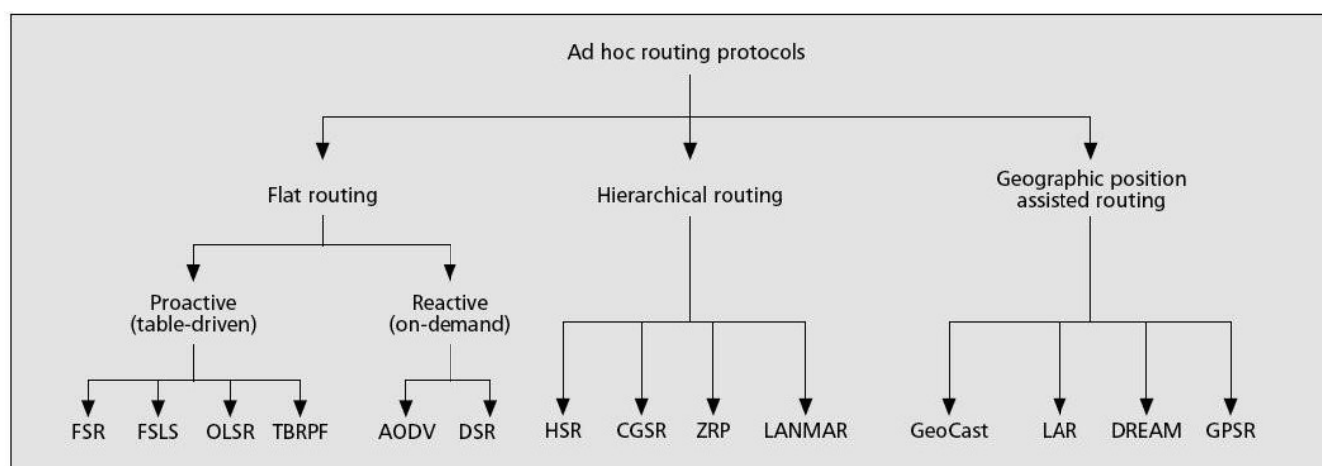 Ad hoc routing protocols
Flat routing
Hierarchical routing
Geographic position
assisted routing
Proactive
(table-driven)
Reactive
(on-demand)
FSR
FSLS
OLSR
TBRPF
AODV
DSR
HSR
CGSR
ZRP
LANMAR
GeoCast
LAR
DREAM
GPSR